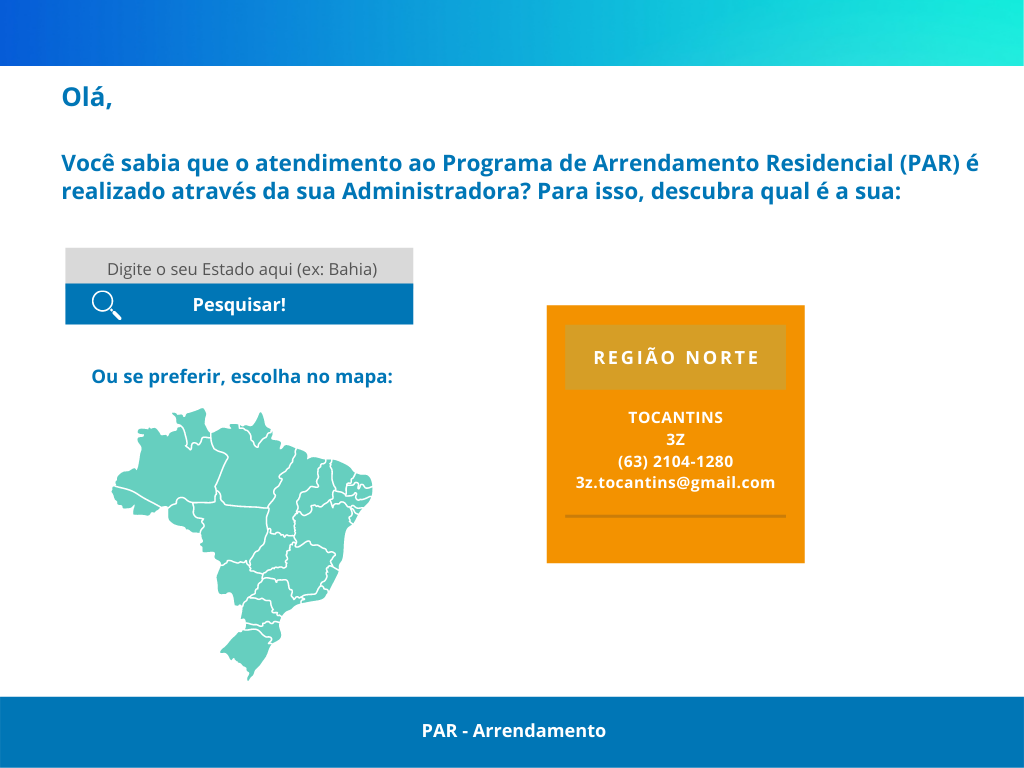 Olá,
Você sabia que o atendimento ao Programa de Arrendamento Residencial (PAR) é
realizado através da sua Administradora? Para isso, descubra qual é a sua:
Digite o seu Estado aqui (ex: Bahia)
Pesquisar!
Ou se preferir, escolha no mapa:
REGIÃO NORTE
TOCANTINS
3Z
(63) 2104-1280
3z.tocantins@gmail.com
PAR - Arrendamento